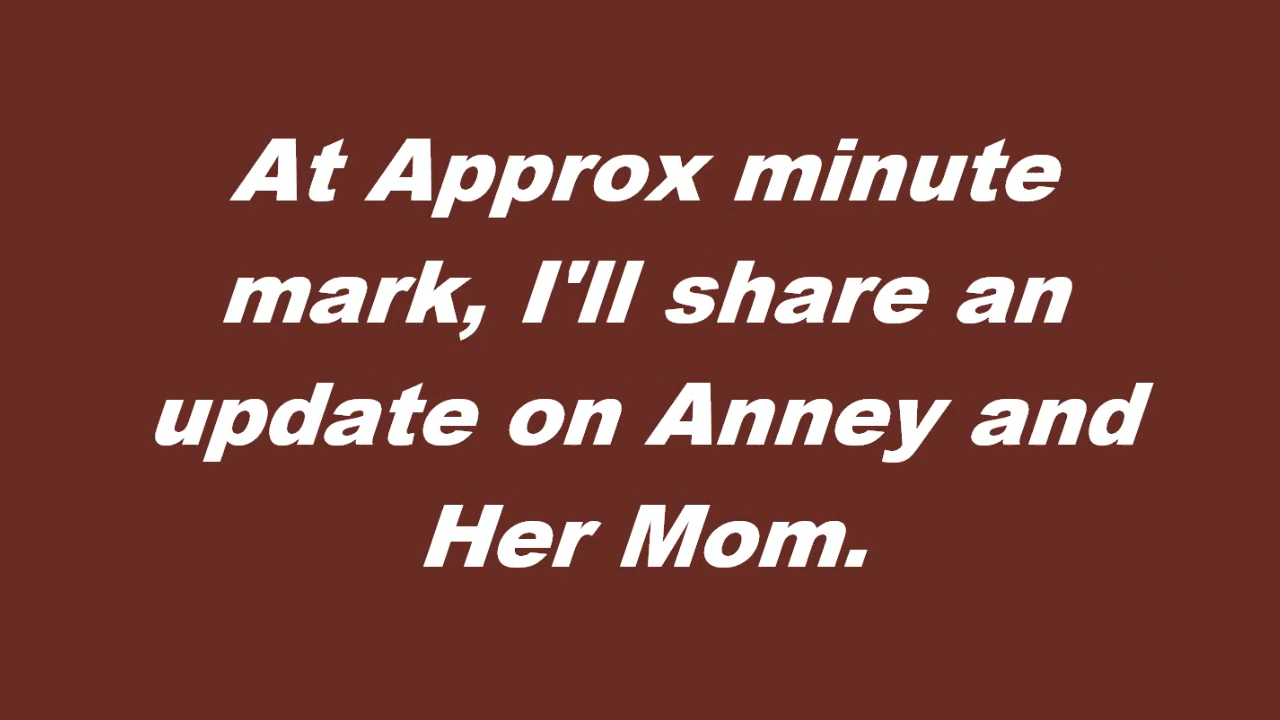 At Approx minute
mark, I'll share an
update on Anney and
Her Mom.